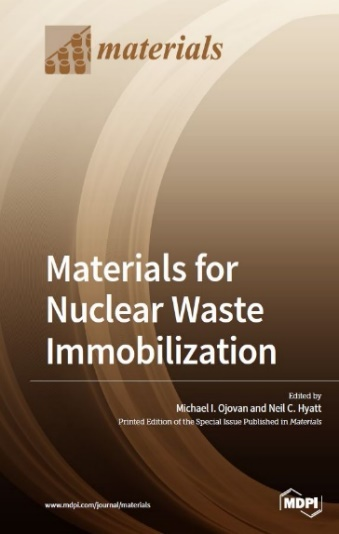 materials
Materials for
Nuclear Waste
Immobilization
Edited by
Michael I. Ojovan and Neil C. Hyatt
Printed Edition of the Special Issue Published in Materials
www.mdpi.com/journal/materials
MDPI